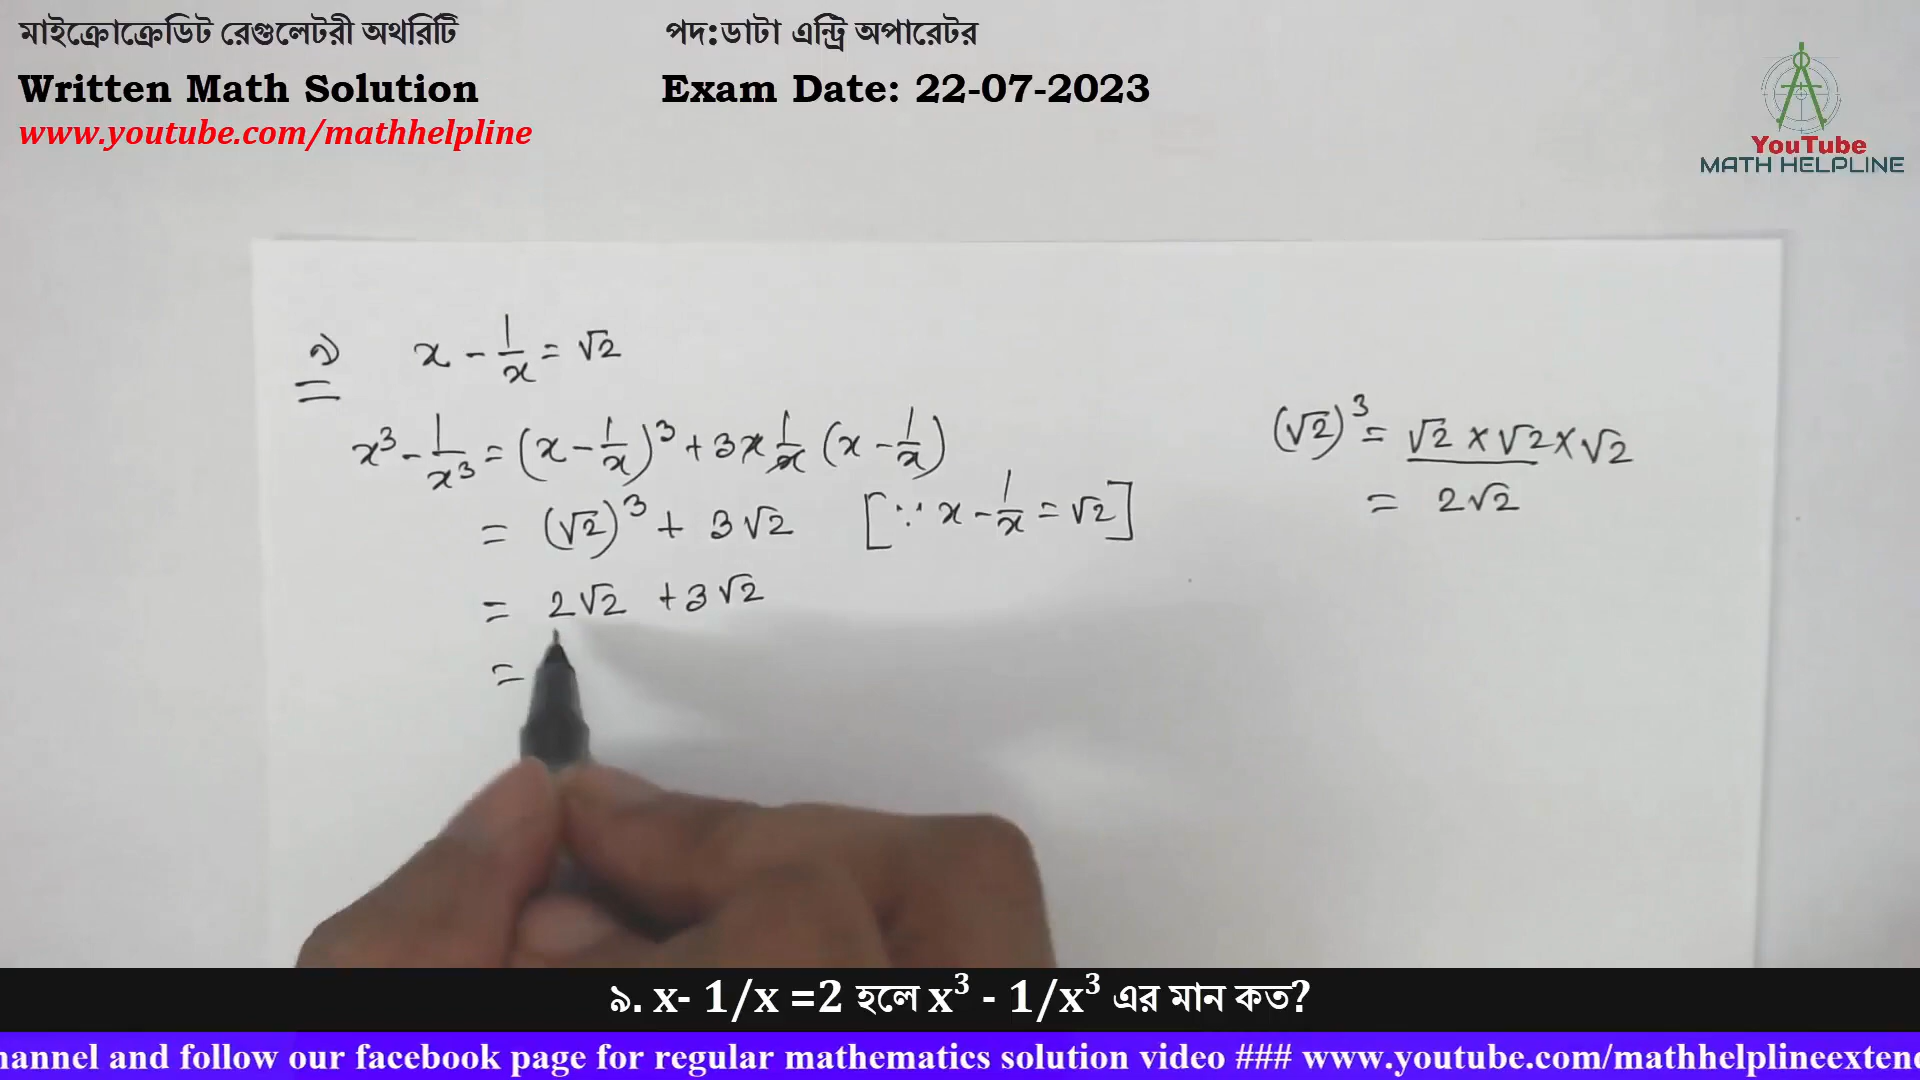 মাইক্রোক্রেডিট রেগুলেটরী অথরিটি
পদ:ডাটা এন্ট্রি অপারেটর
Written Math Solution
Exam Date: 22-07-2023
www.youtube.com/mathhelpline
YouTube
MATH HELPLINE
৯ x - 1/x = √2
x³ - 1/x³ = (x - 1/x)³ + 3x 1/x (x - 1/x)
= (√2)³ + 3√2 [∵ x - 1/x = √2]
= 2√2 + 3√2
=
(√2)³ = √2 × √2 × √2
= 2√2
৯. x- 1/x =2 হলে x³ - 1/x³ এর মান কত?
hannel and follow our facebook page for regular mathematics solution video ### www.youtube.com/mathhelplineexten